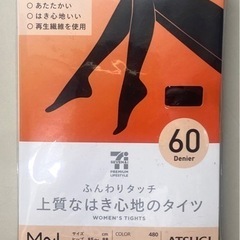 ○ あたたかい
○ はき心地いい
○ 再生繊維を使用
60
Denier
SEVEN&i
PREMIUM
LIFESTYLE
ふんわりタッチ
上質なはき心地のタイツ
WOMEN'S TIGHTS
サイズ
cm
COLOR
480
M~L
ATSUGI